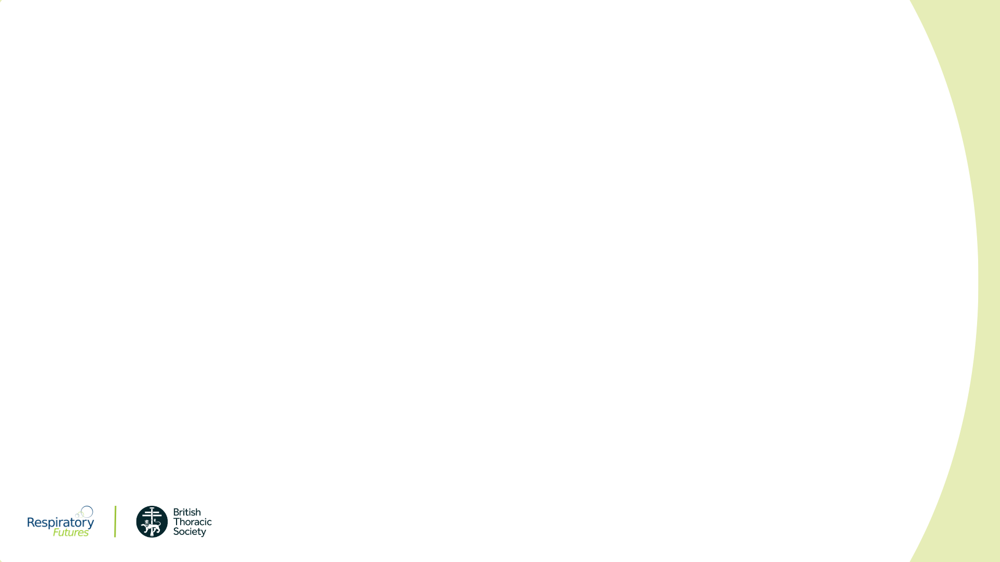 Respiratory
Futures
British
Thoracic
Society